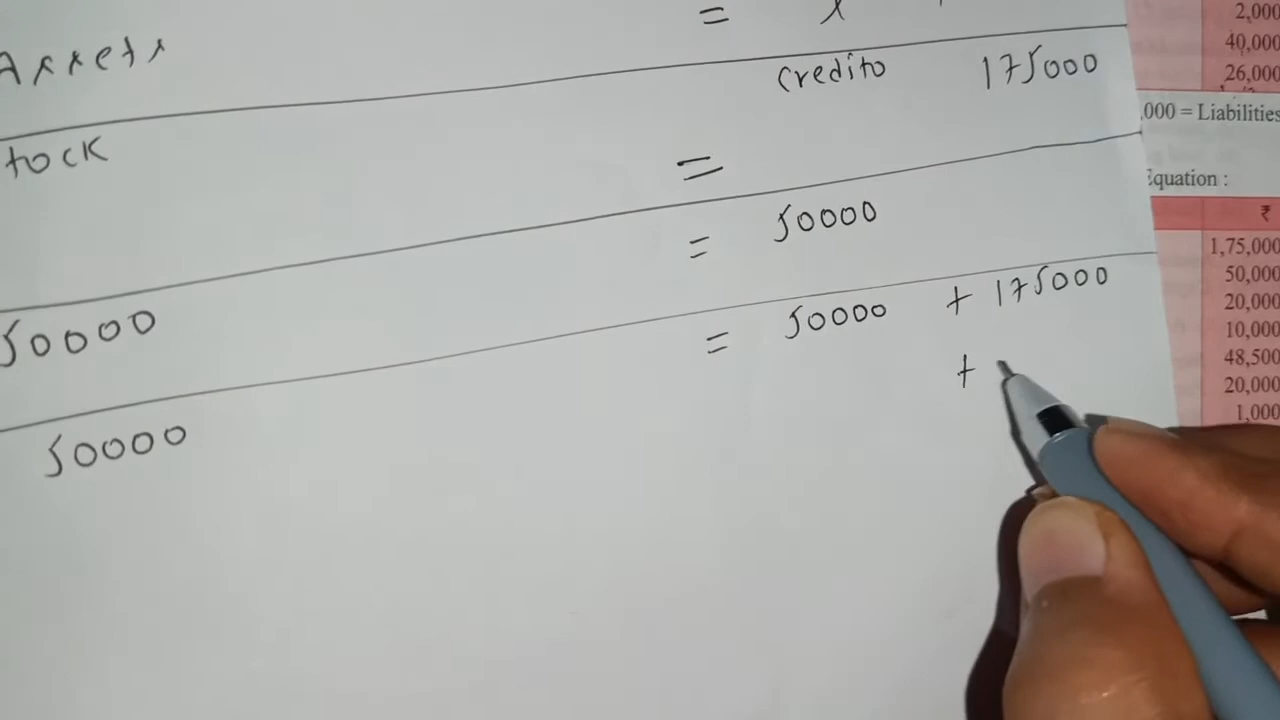 Assets =
Credito 175000
tock
=
= 50000
50000
= 50000 + 175000
+
50000
2,000
40,000
26,000
,000 = Liabilities
Equation :
₹
1,75,000
50,000
20,000
10,000
48,500
20,000
1,000